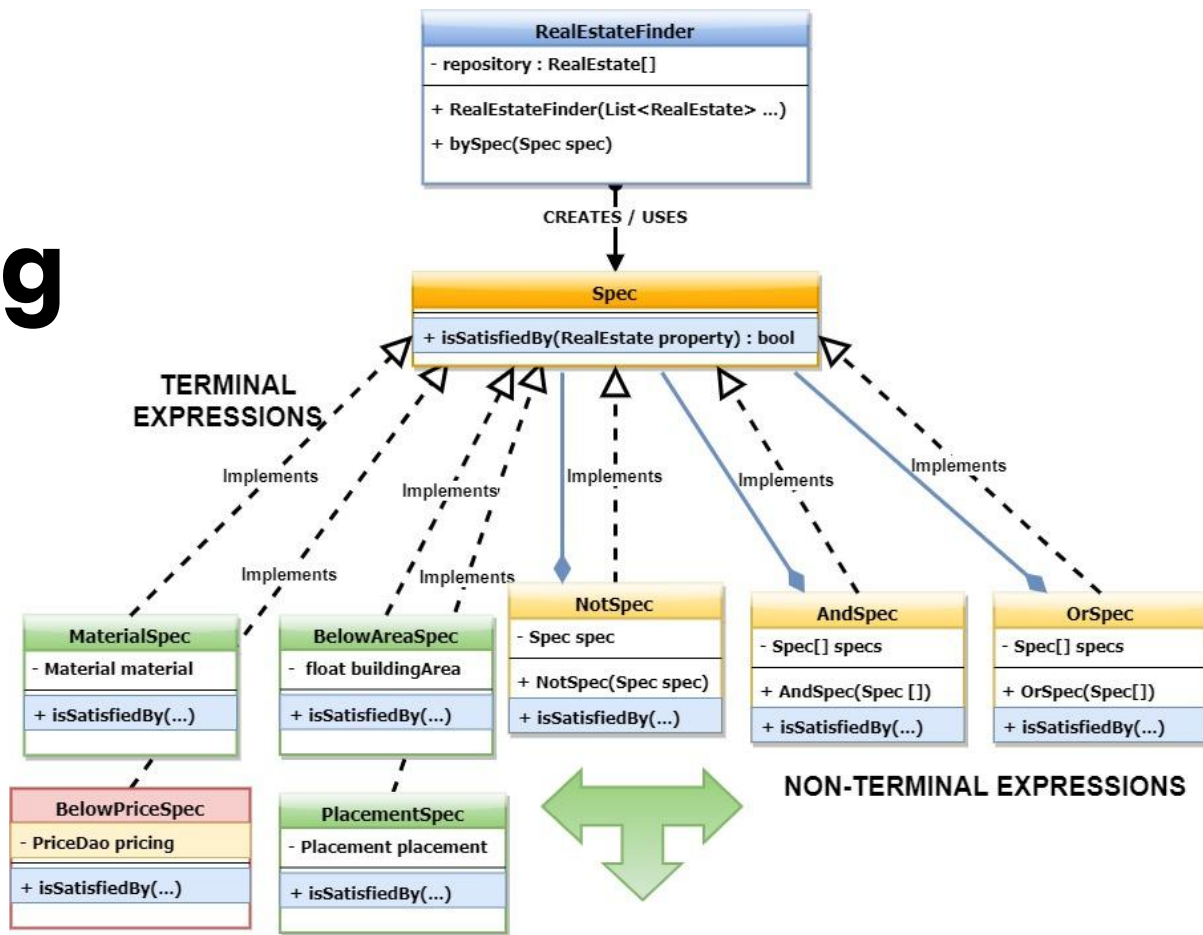 RealEstateFinder
- repository : RealEstate[]
+ RealEstateFinder(List<RealEstate> ...)
+ bySpec(Spec spec)
CREATES / USES
g
Spec
+ isSatisfiedBy(RealEstate property) : bool
TERMINAL
EXPRESSIONS
Implements
Implements
Implements
Implements
Implements
Implements
Implements
MaterialSpec
- Material material
+ isSatisfiedBy(...)
BelowAreaSpec
- float buildingArea
+ isSatisfiedBy(...)
NotSpec
- Spec spec
+ NotSpec(Spec spec)
+ isSatisfiedBy(...)
AndSpec
- Spec[] specs
+ AndSpec(Spec [])
+ isSatisfiedBy(...)
OrSpec
- Spec[] specs
+ OrSpec(Spec[])
+ isSatisfiedBy(...)
NON-TERMINAL EXPRESSIONS
BelowPriceSpec
- PriceDao pricing
+ isSatisfiedBy(...)
PlacementSpec
- Placement placement
+ isSatisfiedBy(...)